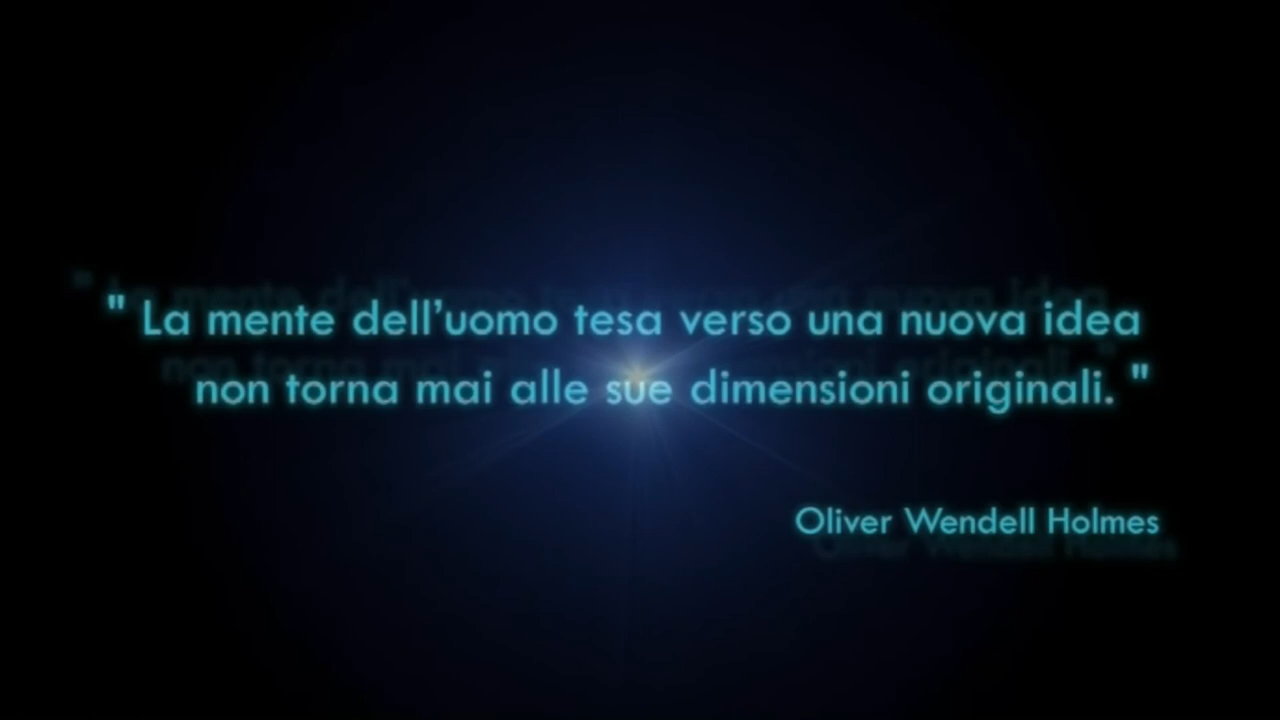 " La mente dell’uomo tesa verso una nuova idea
non torna mai alle sue dimensioni originali. "
Oliver Wendell Holmes